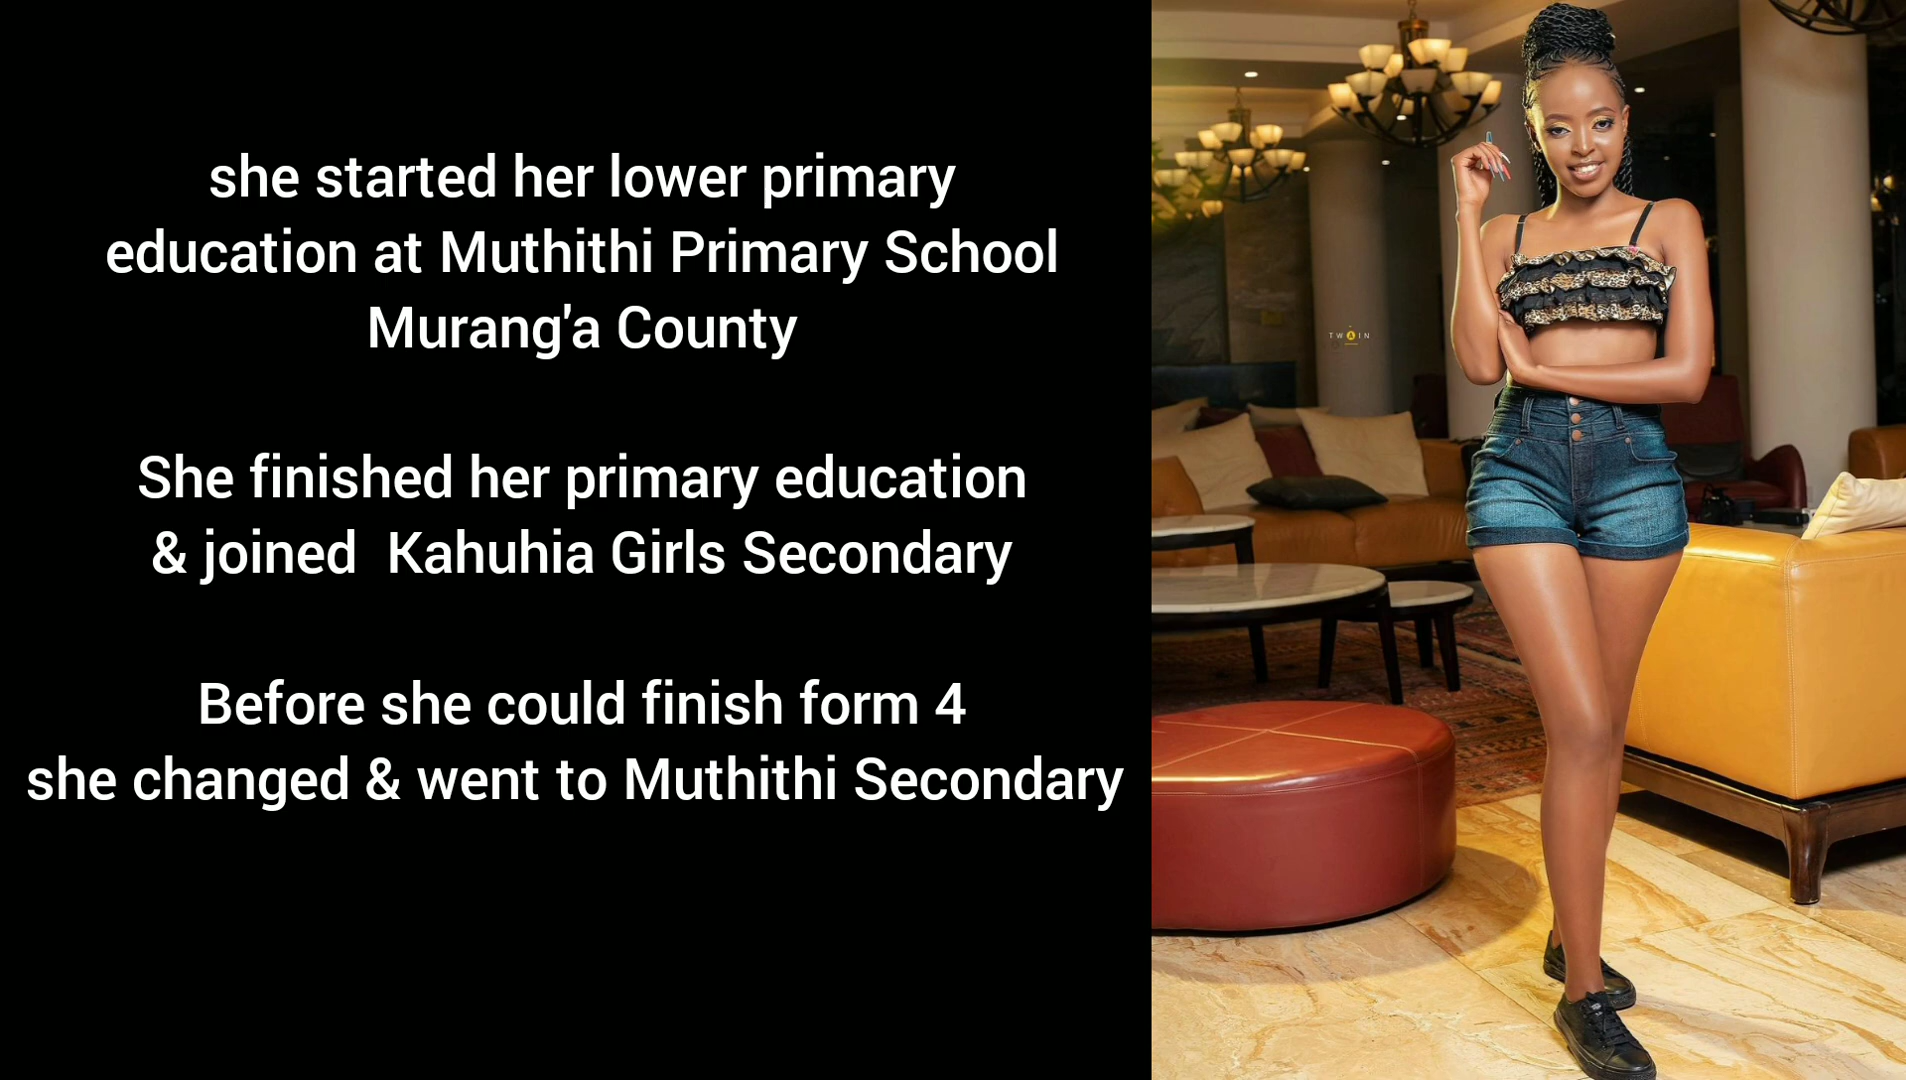 she started her lower primary
education at Muthithi Primary School
Murang'a County
She finished her primary education
& joined  Kahuhia Girls Secondary
Before she could finish form 4
she changed & went to Muthithi Secondary
TWAIN